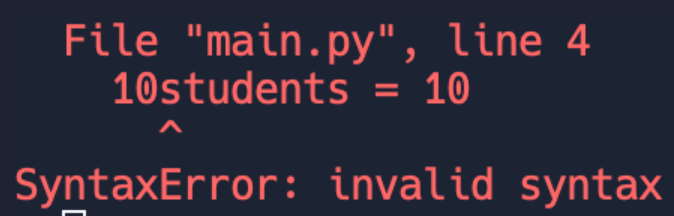 File "main.py", line 4
10students = 10
^
SyntaxError: invalid syntax